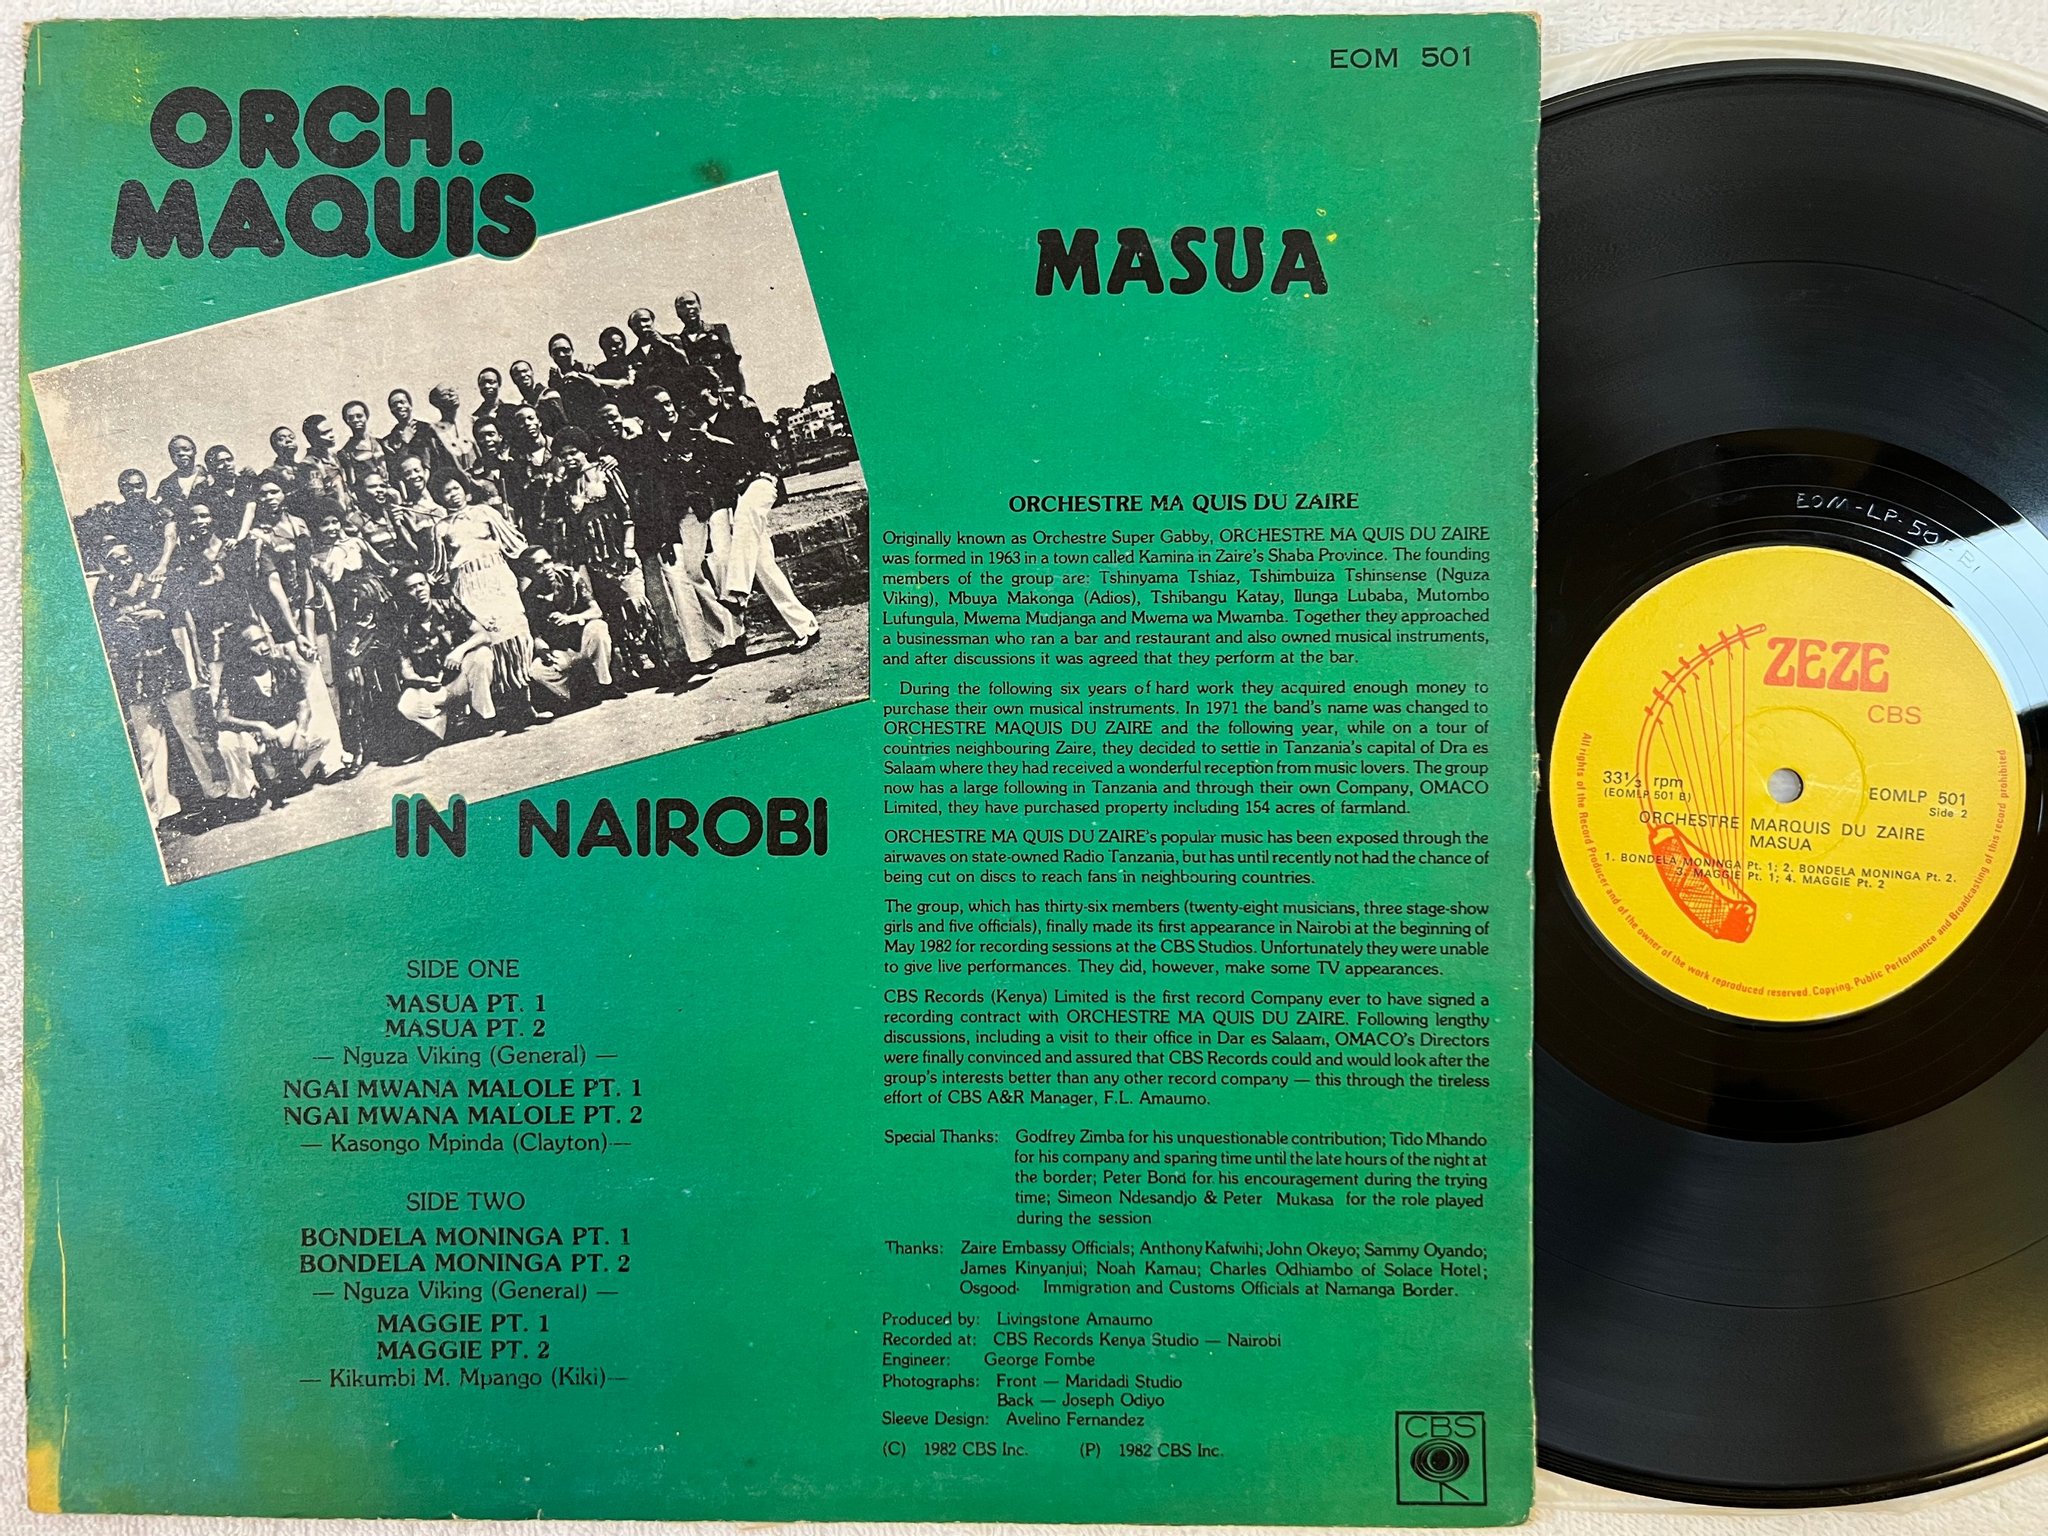 EOM 501
ORCH.
MAQUIS
IN NAIROBI
MASUA
SIDE ONE
MASUA PT. 1
MASUA PT. 2
— Nguza Viking (General) —
NGAI MWANA MALOLE PT. 1
NGAI MWANA MALOLE PT. 2
— Kasongo Mpinda (Clayton) —
SIDE TWO
BONDELA MONINGA PT. 1
BONDELA MONINGA PT. 2
— Nguza Viking (General) —
MAGGIE PT. 1
MAGGIE PT. 2
— Kikumbi M. Mpango (Kiki) —
ORCHESTRE MA QUIS DU ZAIRE
Originally known as Orchestre Super Gabby, ORCHESTRE MA QUIS DU ZAIRE
was formed in 1963 in a town called Kamina in Zaire's Shaba Province. The founding
members of the group are: Tshinyama Tshiaz, Tshimbuiza Tshinsense (Nguza
Viking), Mbuya Makonga (Adios), Tshibangu Katay, Ilunga Lubaba, Mutombo
Lufungula, Mwema Mudjanga and Mwema wa Mwamba. Together they approached
a businessman who ran a bar and restaurant and also owned musical instruments,
and after discussions it was agreed that they perform at the bar.
During the following six years of hard work they acquired enough money to
purchase their own musical instruments. In 1971 the band's name was changed to
ORCHESTRE MAQUIS DU ZAIRE and the following year, while on a tour of
countries neighbouring Zaire, they decided to settle in Tanzania's capital of Dra es
Salaam where they had received a wonderful reception from music lovers. The group
now has a large following in Tanzania and through their own Company, OMACO
Limited, they have purchased property including 154 acres of farmland.
ORCHESTRE MA QUIS DU ZAIRE's popular music has been exposed through the
airwaves on state-owned Radio Tanzania, but has until recently not had the chance of
being cut on discs to reach fans in neighbouring countries.
The group, which has thirty-six members (twenty-eight musicians, three stage-show
girls and five officials), finally made its first appearance in Nairobi at the beginning of
May 1982 for recording sessions at the CBS Studios. Unfortunately they were unable
to give live performances. They did, however, make some TV appearances.
CBS Records (Kenya) Limited is the first record Company ever to have signed a
recording contract with ORCHESTRE MA QUIS DU ZAIRE. Following lengthy
discussions, including a visit to their office in Dar es Salaam, OMACO's Directors
were finally convinced and assured that CBS Records could and would look after the
group's interests better than any other record company — this through the tireless
effort of CBS A&R Manager, F.L. Amaumo.
Special Thanks: Godfrey Zimba for his unquestionable contribution; Tido Mhando
for his company and sparing time until the late hours of the night at
the border; Peter Bond for his encouragement during the trying
time; Simeon Ndesandjo & Peter Mukasa for the role played
during the session
Thanks: Zaire Embassy Officials; Anthony Kafwihi; John Okeyo; Sammy Oyando;
James Kinyanjui; Noah Kamau; Charles Odhiambo of Solace Hotel;
Osgood. Immigration and Customs Officials at Namanga Border.
Produced by: Livingstone Amaumo
Recorded at: CBS Records Kenya Studio — Nairobi
Engineer: George Fombe
Photographs: Front — Maridadi Studio
Back — Joseph Odiyo
Sleeve Design: Avelino Fernandez
(C) 1982 CBS Inc. (P) 1982 CBS Inc.
CBS
ZEZE
CBS
33 1/3 rpm
(EOMLP 501 B)
EOMLP 501
Side 2
ORCHESTRE MARQUIS DU ZAIRE
MASUA
1. BONDELA MONINGA Pt. 1; 2. BONDELA MONINGA Pt. 2.
3. MAGGIE Pt. 1; 4. MAGGIE Pt. 2
All rights of the Record Producer and of the owner of the work reproduced reserved. Copying, Public Performance and Broadcasting of this record prohibited